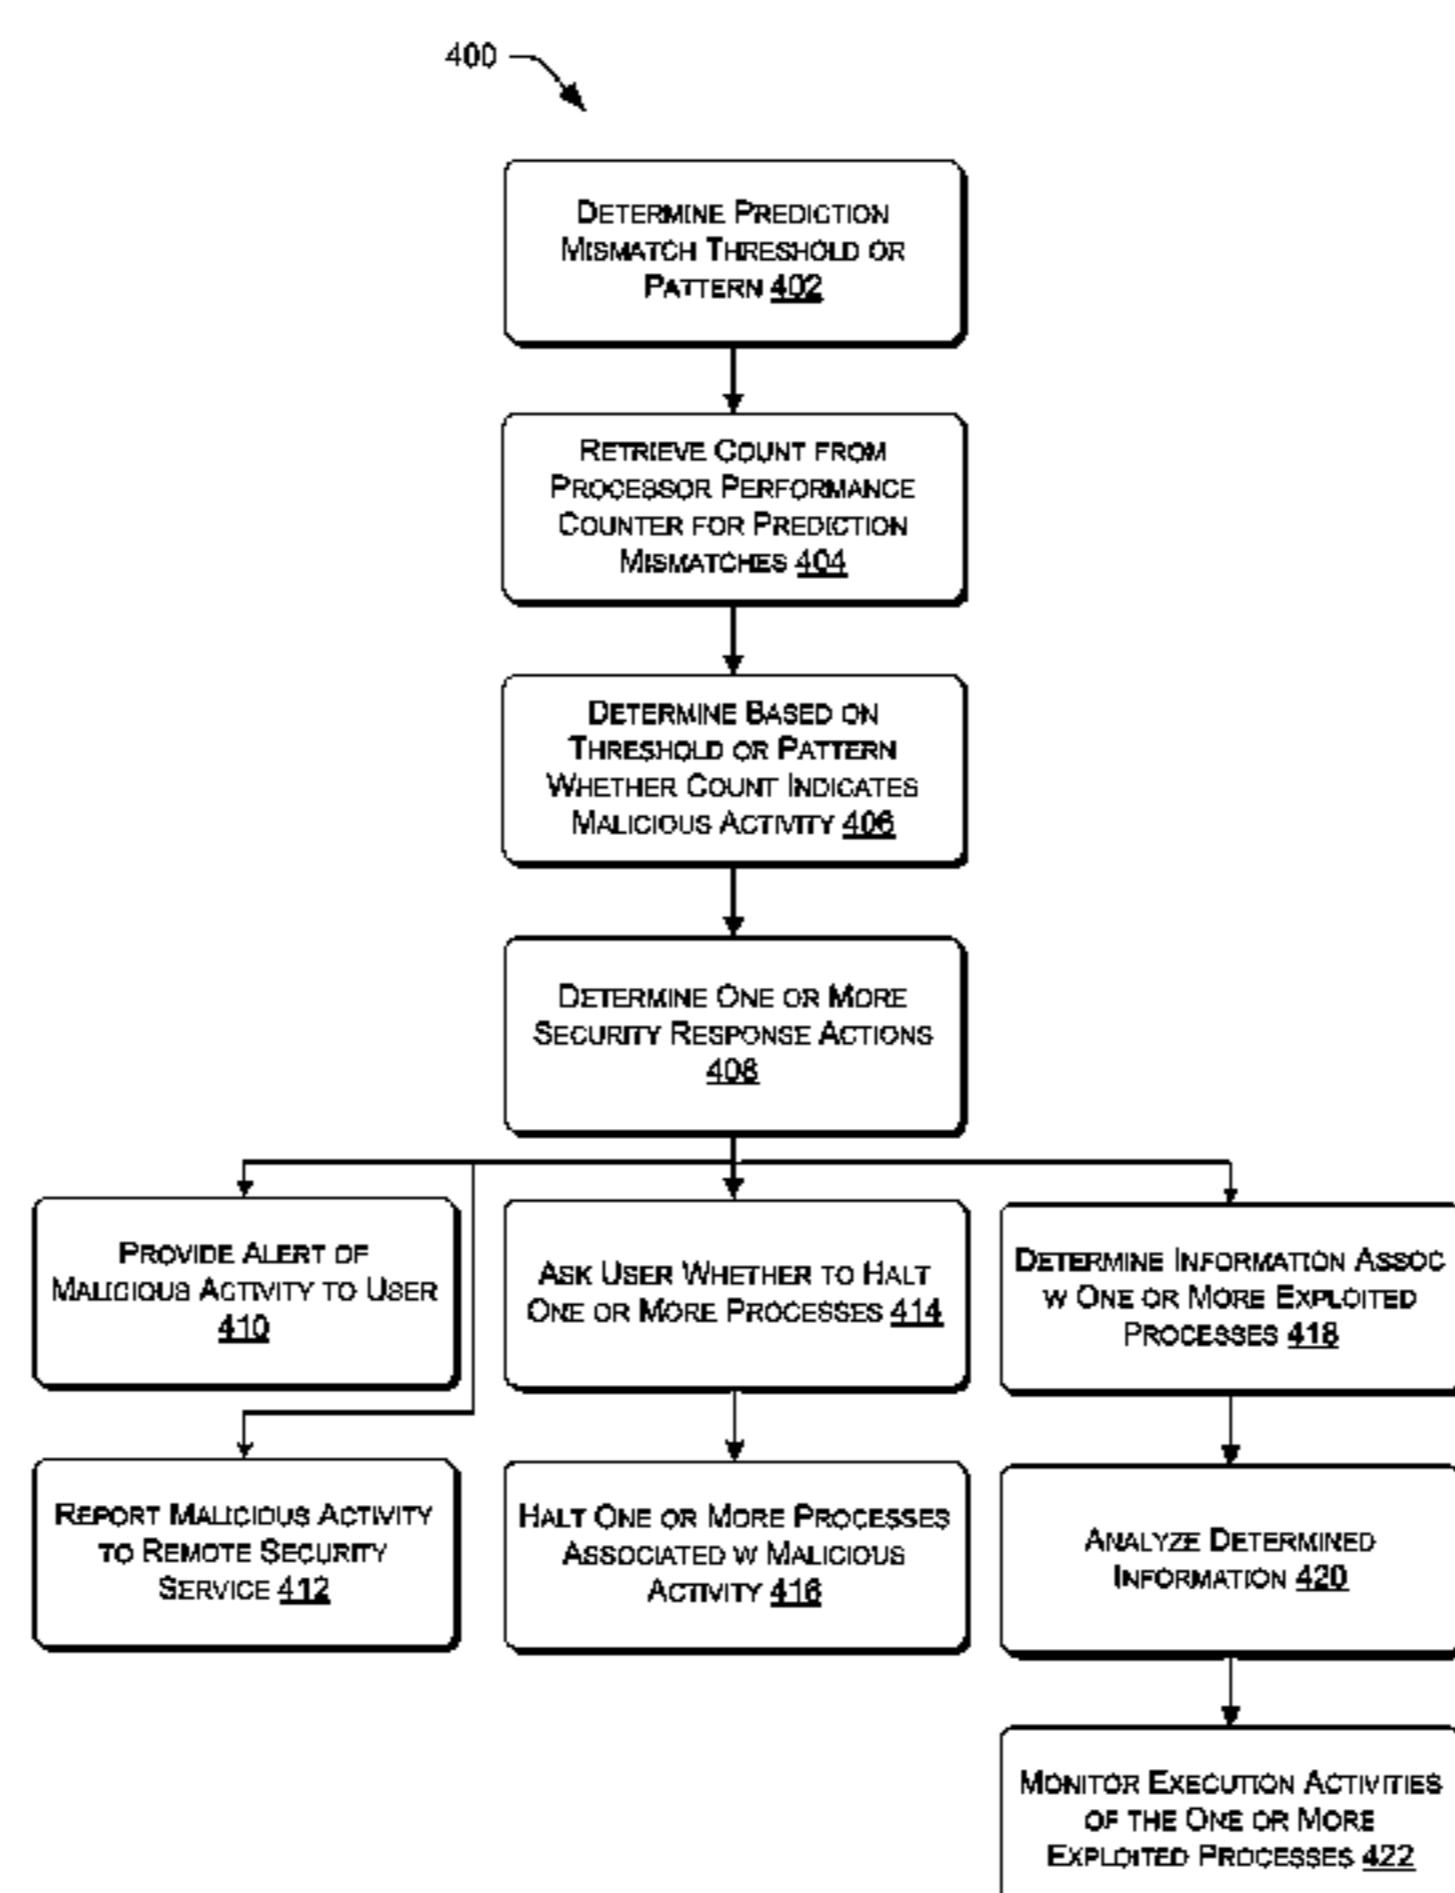 400
DETERMINE PREDICTION
MISMATCH THRESHOLD OR
PATTERN 402
RETRIEVE COUNT FROM
PROCESSOR PERFORMANCE
COUNTER FOR PREDICTION
MISMATCHES 404
DETERMINE BASED ON
THRESHOLD OR PATTERN
WHETHER COUNT INDICATES
MALICIOUS ACTIVITY 406
DETERMINE ONE OR MORE
SECURITY RESPONSE ACTIONS
408
PROVIDE ALERT OF
MALICIOUS ACTIVITY TO USER
410
REPORT MALICIOUS ACTIVITY
TO REMOTE SECURITY
SERVICE 412
ASK USER WHETHER TO HALT
ONE OR MORE PROCESSES 414
HALT ONE OR MORE PROCESSES
ASSOCIATED W MALICIOUS
ACTIVITY 416
DETERMINE INFORMATION ASSOC
W ONE OR MORE EXPLOITED
PROCESSES 418
ANALYZE DETERMINED
INFORMATION 420
MONITOR EXECUTION ACTIVITIES
OF THE ONE OR MORE
EXPLOITED PROCESSES 422